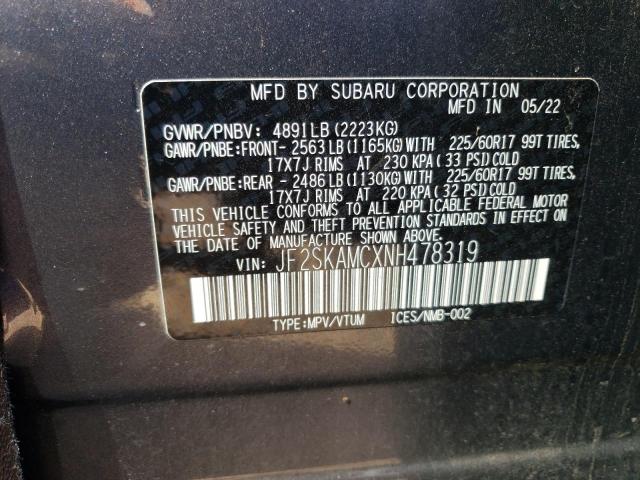 MFD BY SUBARU CORPORATION
MFD IN 05/22
GVWR/PNBV: 4891LB(2223KG)
GAWR/PNBE:FRONT- 2563LB(1165KG)WITH 225/60R17 99T TIRES,
17X7J RIMS AT 230 KPA(33 PSI)COLD
GAWR/PNBE:REAR - 2486LB(1130KG)WITH 225/60R17 99T TIRES,
17X7J RIMS AT 220 KPA(32 PSI)COLD
THIS VEHICLE CONFORMS TO ALL APPLICABLE FEDERAL MOTOR
VEHICLE SAFETY AND THEFT PREVENTION STANDARDS IN EFFECT ON
THE DATE OF MANUFACTURE SHOWN ABOVE.
VIN: JF2SKAMCXNH478319
TYPE:MPV/VTUM ICES/NMB-002